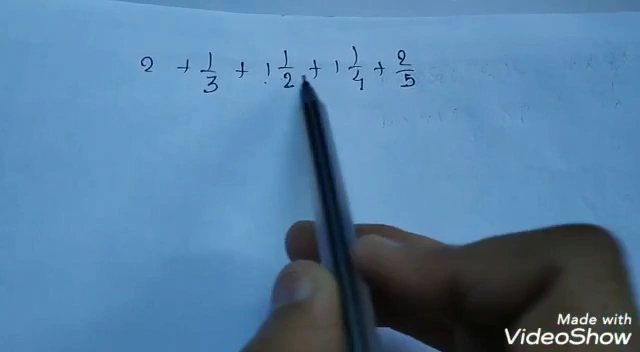 2 + 1/3 + 1 1/2 + 1 1/4 + 2/5
Made with
VideoShow